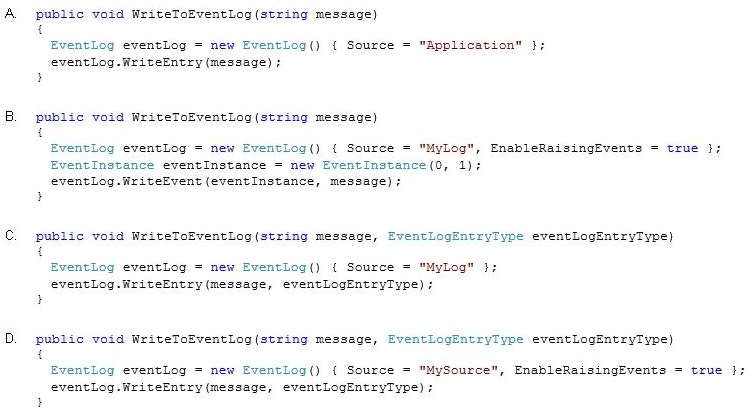 A. public void WriteToEventLog(string message)
{
EventLog eventLog = new EventLog() { Source = "Application" };
eventLog.WriteEntry(message);
}
B. public void WriteToEventLog(string message)
{
EventLog eventLog = new EventLog() { Source = "MyLog", EnableRaisingEvents = true };
EventInstance eventInstance = new EventInstance(0, 1);
eventLog.WriteEvent(eventInstance, message);
}
C. public void WriteToEventLog(string message, EventLogEntryType eventLogEntryType)
{
EventLog eventLog = new EventLog() { Source = "MyLog" };
eventLog.WriteEntry(message, eventLogEntryType);
}
D. public void WriteToEventLog(string message, EventLogEntryType eventLogEntryType)
{
EventLog eventLog = new EventLog() { Source = "MySource", EnableRaisingEvents = true };
eventLog.WriteEntry(message, eventLogEntryType);
}